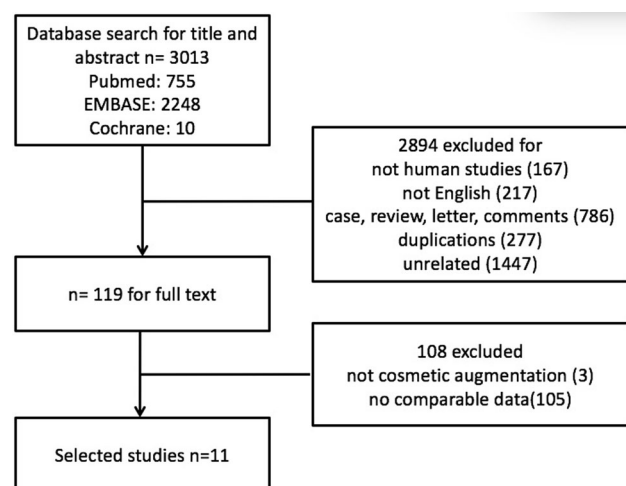 Database search for title and
abstract n= 3013
Pubmed: 755
EMBASE: 2248
Cochrane: 10
2894 excluded for
not human studies (167)
not English (217)
case, review, letter, comments (786)
duplications (277)
unrelated (1447)
n= 119 for full text
108 excluded
not cosmetic augmentation (3)
no comparable data(105)
Selected studies n=11